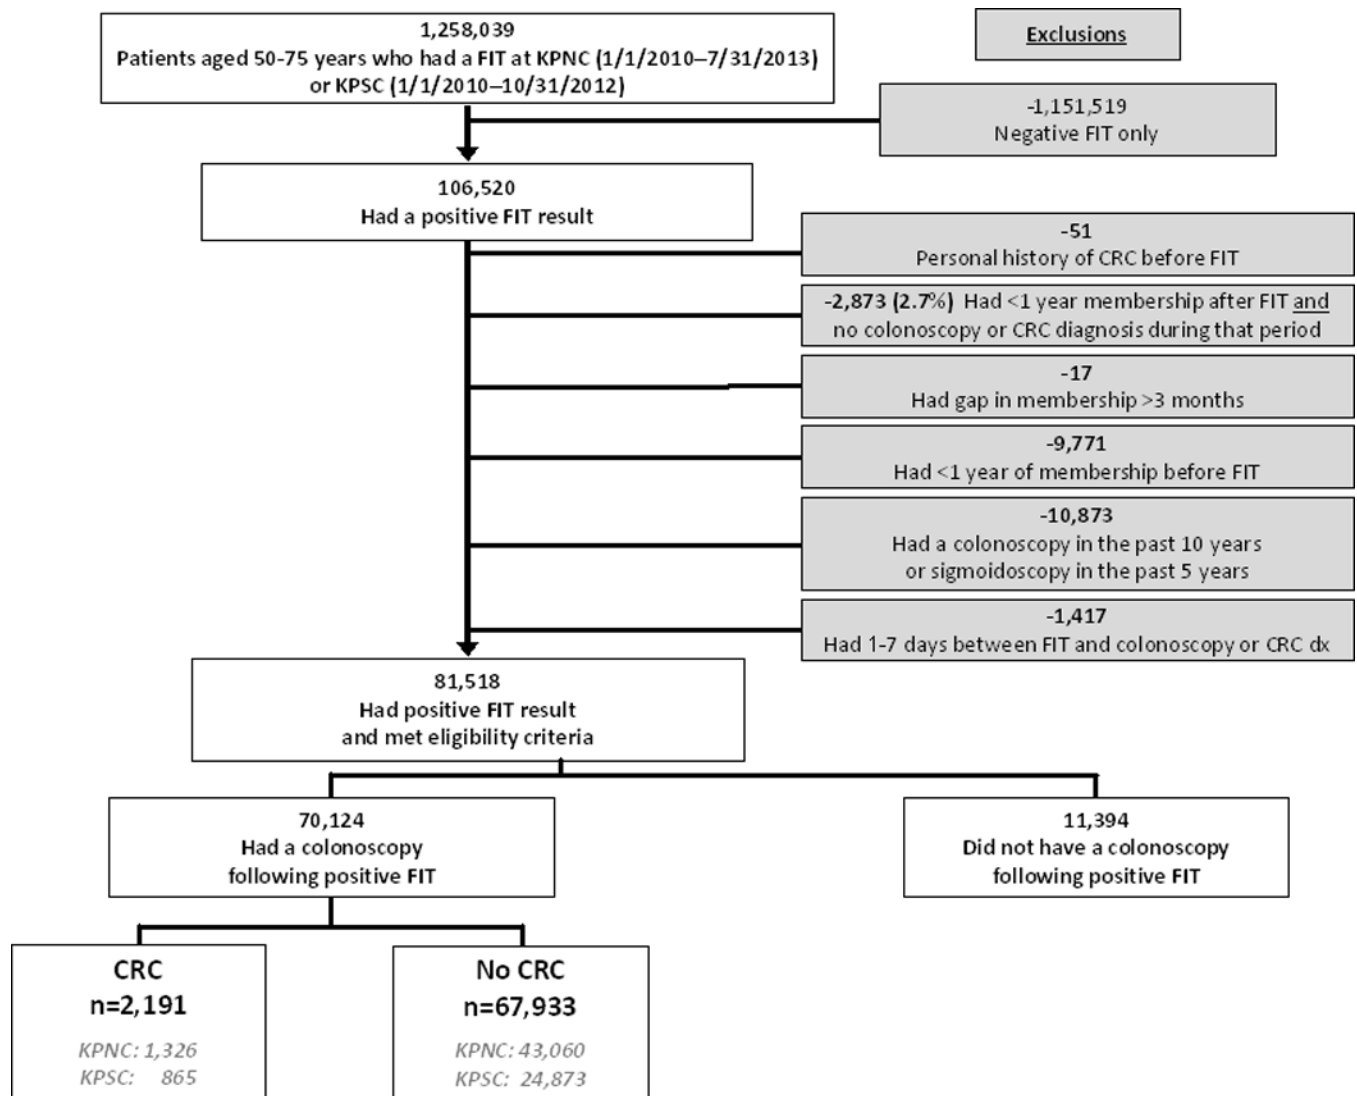 1,258,039
Patients aged 50-75 years who had a FIT at KPNC (1/1/2010–7/31/2013)
or KPSC (1/1/2010–10/31/2012)
Exclusions
-1,151,519
Negative FIT only
106,520
Had a positive FIT result
-51
Personal history of CRC before FIT
-2,873 (2.7%) Had <1 year membership after FIT and
no colonoscopy or CRC diagnosis during that period
-17
Had gap in membership >3 months
-9,771
Had <1 year of membership before FIT
-10,873
Had a colonoscopy in the past 10 years
or sigmoidoscopy in the past 5 years
-1,417
Had 1-7 days between FIT and colonoscopy or CRC dx
81,518
Had positive FIT result
and met eligibility criteria
70,124
Had a colonoscopy
following positive FIT
11,394
Did not have a colonoscopy
following positive FIT
CRC
n=2,191
KPNC: 1,326
KPSC: 865
No CRC
n=67,933
KPNC: 43,060
KPSC: 24,873